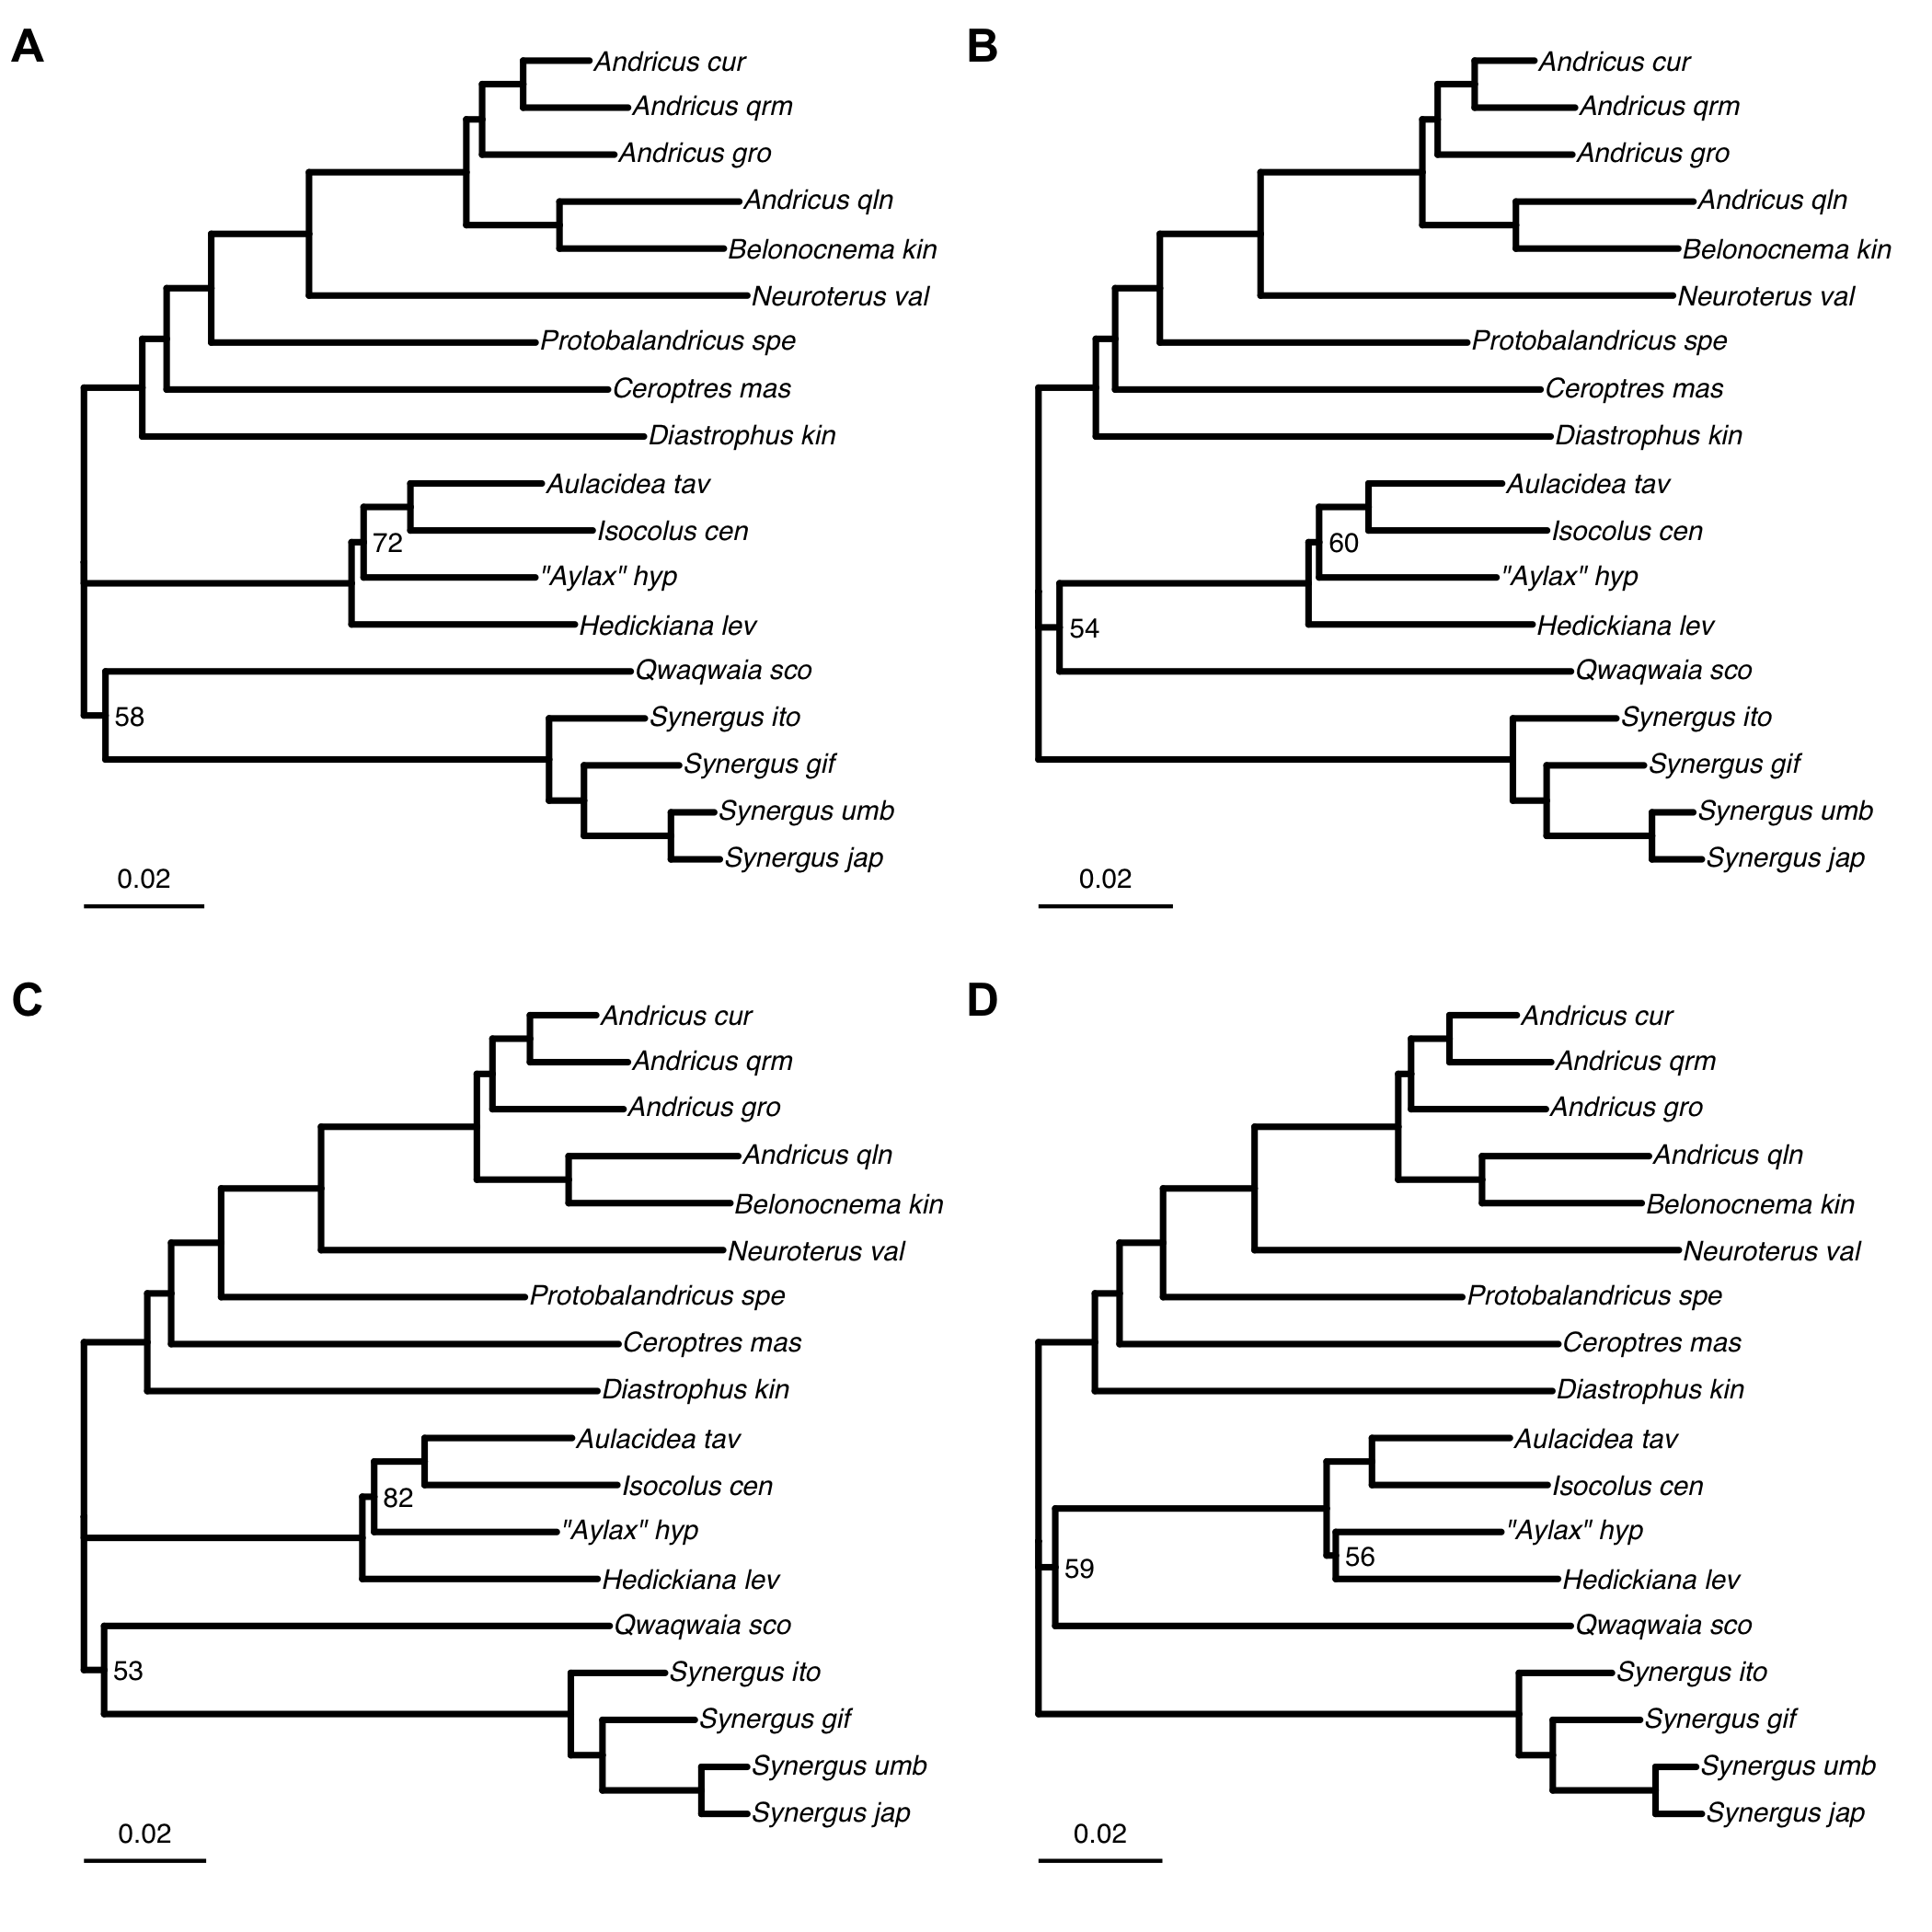 A
Andricus cur
Andricus qrm
Andricus gro
Andricus qln
Belonocnema kin
Neuroterus val
Protobalandricus spe
Ceroptres mas
Diastrophus kin
Aulacidea tav
Isocolus cen
72
"Aylax" hyp
Hedickiana lev
Qwaqwaia sco
58
Synergus ito
Synergus gif
Synergus umb
Synergus jap
0.02
B
Andricus cur
Andricus qrm
Andricus gro
Andricus qln
Belonocnema kin
Neuroterus val
Protobalandricus spe
Ceroptres mas
Diastrophus kin
Aulacidea tav
Isocolus cen
60
"Aylax" hyp
Hedickiana lev
54
Qwaqwaia sco
Synergus ito
Synergus gif
Synergus umb
Synergus jap
0.02
C
Andricus cur
Andricus qrm
Andricus gro
Andricus qln
Belonocnema kin
Neuroterus val
Protobalandricus spe
Ceroptres mas
Diastrophus kin
Aulacidea tav
Isocolus cen
82
"Aylax" hyp
Hedickiana lev
Qwaqwaia sco
53
Synergus ito
Synergus gif
Synergus umb
Synergus jap
0.02
D
Andricus cur
Andricus qrm
Andricus gro
Andricus qln
Belonocnema kin
Neuroterus val
Protobalandricus spe
Ceroptres mas
Diastrophus kin
Aulacidea tav
Isocolus cen
"Aylax" hyp
56
59
Hedickiana lev
Qwaqwaia sco
Synergus ito
Synergus gif
Synergus umb
Synergus jap
0.02